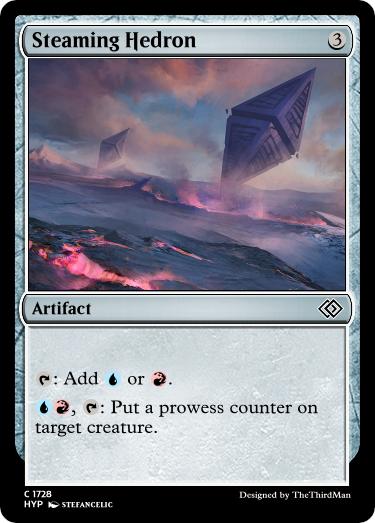 Steaming Hedron 3
Artifact
: Add or .
, : Put a prowess counter on
target creature.
C 1728
HYP STEFANCELIC
Designed by TheThirdMan